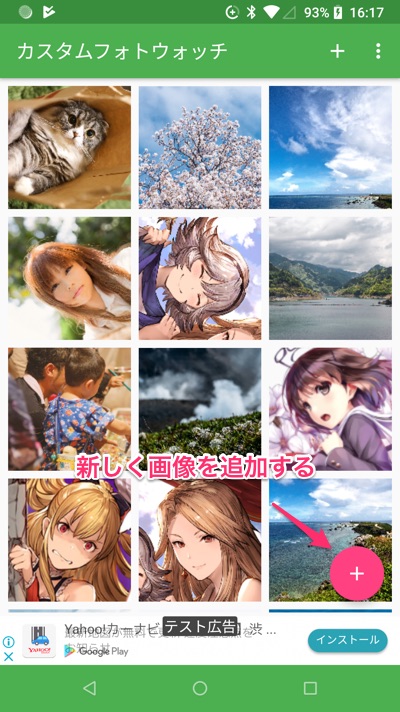 93% 16:17
カスタムフォトウォッチ
新しく画像を追加する
Yahoo!カーナビ テスト広告 渋 ...
YAHOO!
Google Play
インストール